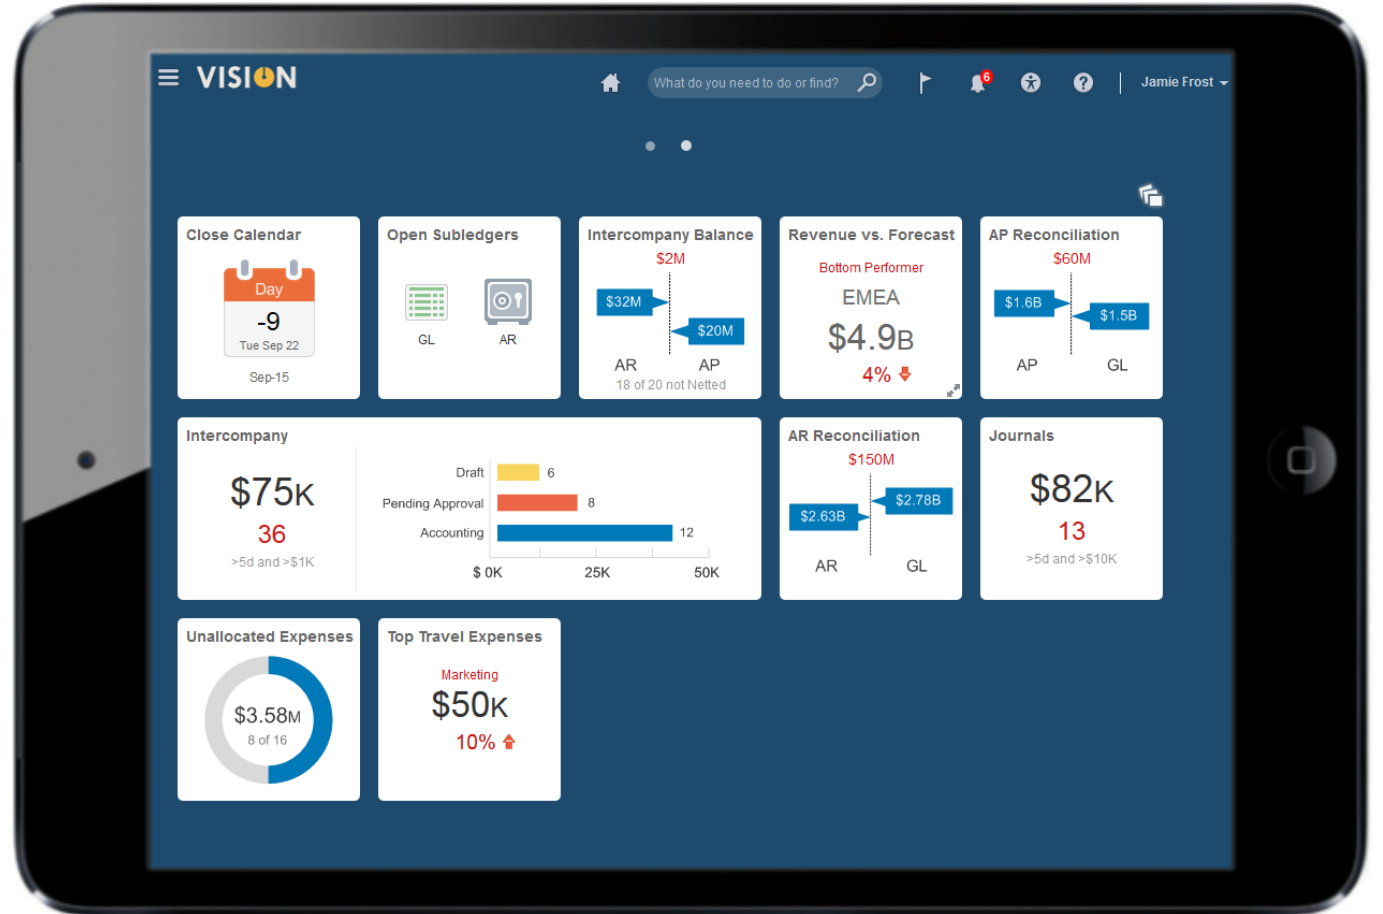 VISION
What do you need to do or find?
6
Jamie Frost
Close Calendar
Day
-9
Tue Sep 22
Sep-15
Open Subledgers
GL
AR
Intercompany Balance
$2M
$32M
$20M
AR
AP
18 of 20 not Netted
Revenue vs. Forecast
Bottom Performer
EMEA
$4.9B
4%
AP Reconciliation
$60M
$1.6B
$1.5B
AP
GL
Intercompany
$75K
36
>5d and >$1K
Draft 6
Pending Approval 8
Accounting 12
$ 0K 25K 50K
AR Reconciliation
$150M
$2.78B
$2.63B
AR
GL
Journals
$82K
13
>5d and >$10K
Unallocated Expenses
$3.58M
8 of 16
Top Travel Expenses
Marketing
$50K
10%